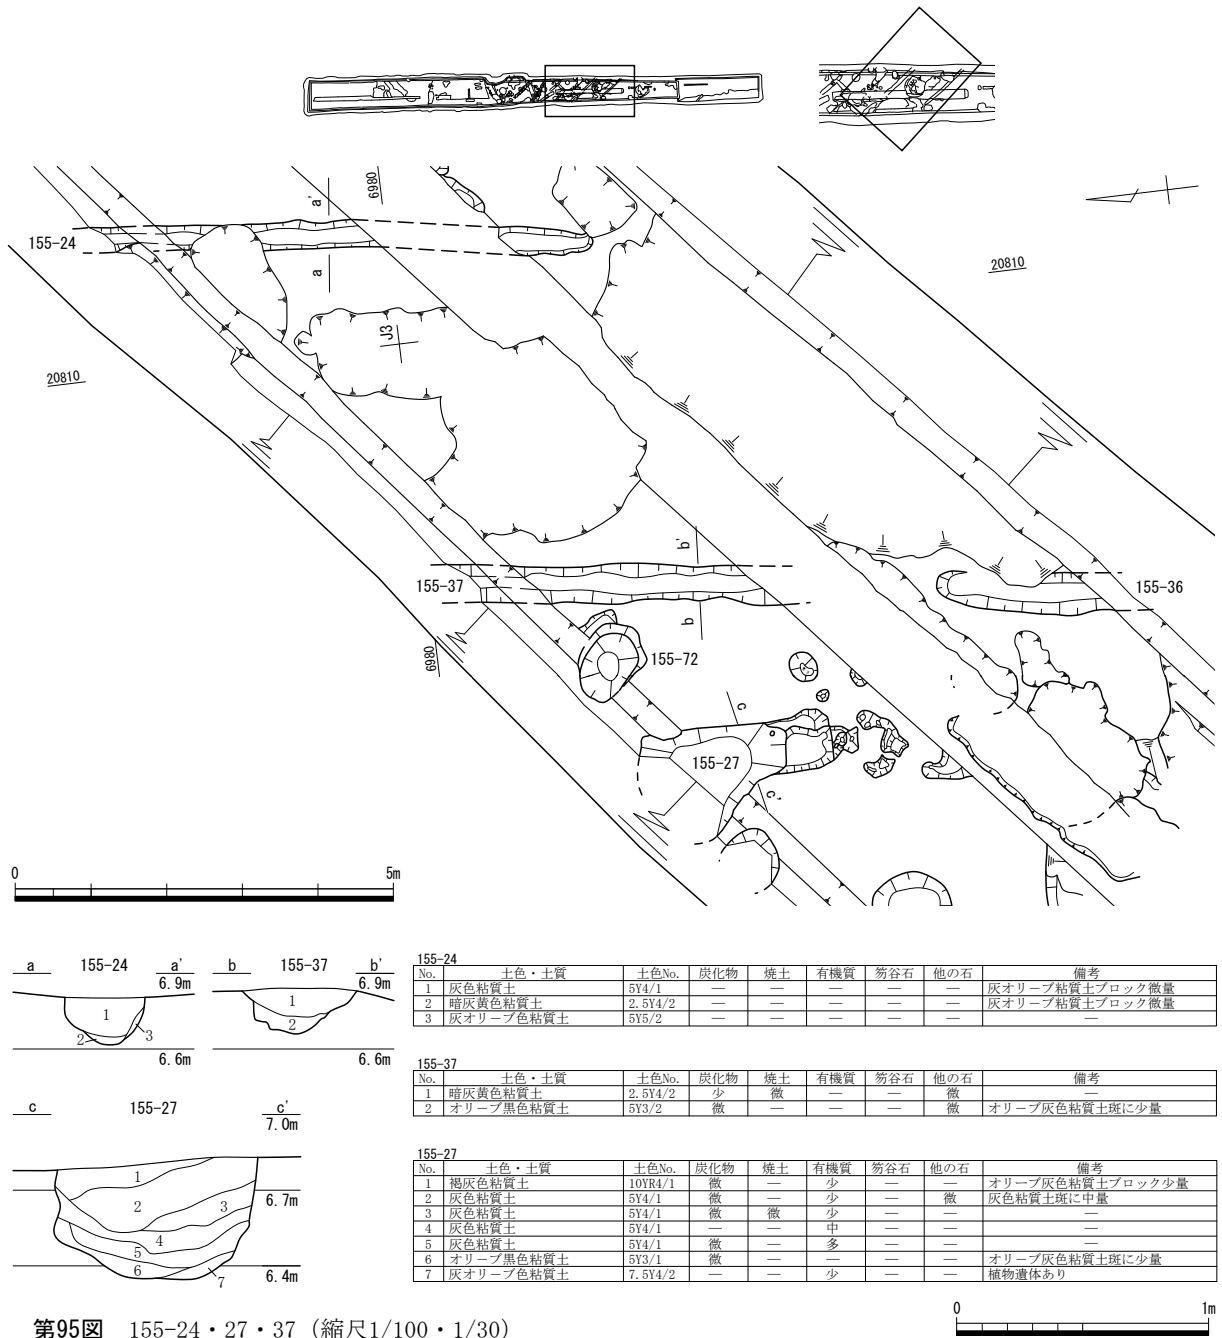 a'
6980
155-24
a
20810
J3
20810
b'
155-37
155-36
b
6980
155-72
c
155-27
c'
0 5m
a 155-24 a'
6.9m
1
2
3
6.6m
b 155-37 b'
6.9m
1
2
6.6m
c 155-27 c'
7.0m
1
2
3
6.7m
4
5
6
7
6.4m
155-24
No. 土色・土質 土色No. 炭化物 焼土 有機質 笏谷石 他の石 備考
1 灰色粘質土 5Y4/1 — — — — — 灰オリーブ粘質土ブロック微量
2 暗灰黄色粘質土 2.5Y4/2 — — — — — 灰オリーブ粘質土ブロック微量
3 灰オリーブ色粘質土 5Y5/2 — — — — — —
155-37
No. 土色・土質 土色No. 炭化物 焼土 有機質 笏谷石 他の石 備考
1 暗灰黄色粘質土 2.5Y4/2 少 微 — — 微 —
2 オリーブ黒色粘質土 5Y3/2 微 — — — 微 オリーブ灰色粘質土斑に少量
155-27
No. 土色・土質 土色No. 炭化物 焼土 有機質 笏谷石 他の石 備考
1 褐灰色粘質土 10YR4/1 微 — 少 — — オリーブ灰色粘質土ブロック少量
2 灰色粘質土 5Y4/1 微 — 少 — 微 灰色粘質土斑に中量
3 灰色粘質土 5Y4/1 微 微 少 — — —
4 灰色粘質土 5Y4/1 — — 中 — — —
5 灰色粘質土 5Y4/1 微 — 多 — — —
6 オリーブ黒色粘質土 5Y3/1 微 — — — — オリーブ灰色粘質土斑に少量
7 灰オリーブ色粘質土 7.5Y4/2 — — 少 — — 植物遺体あり
0 1m
第95図 155-24・27・37（縮尺1/100・1/30）